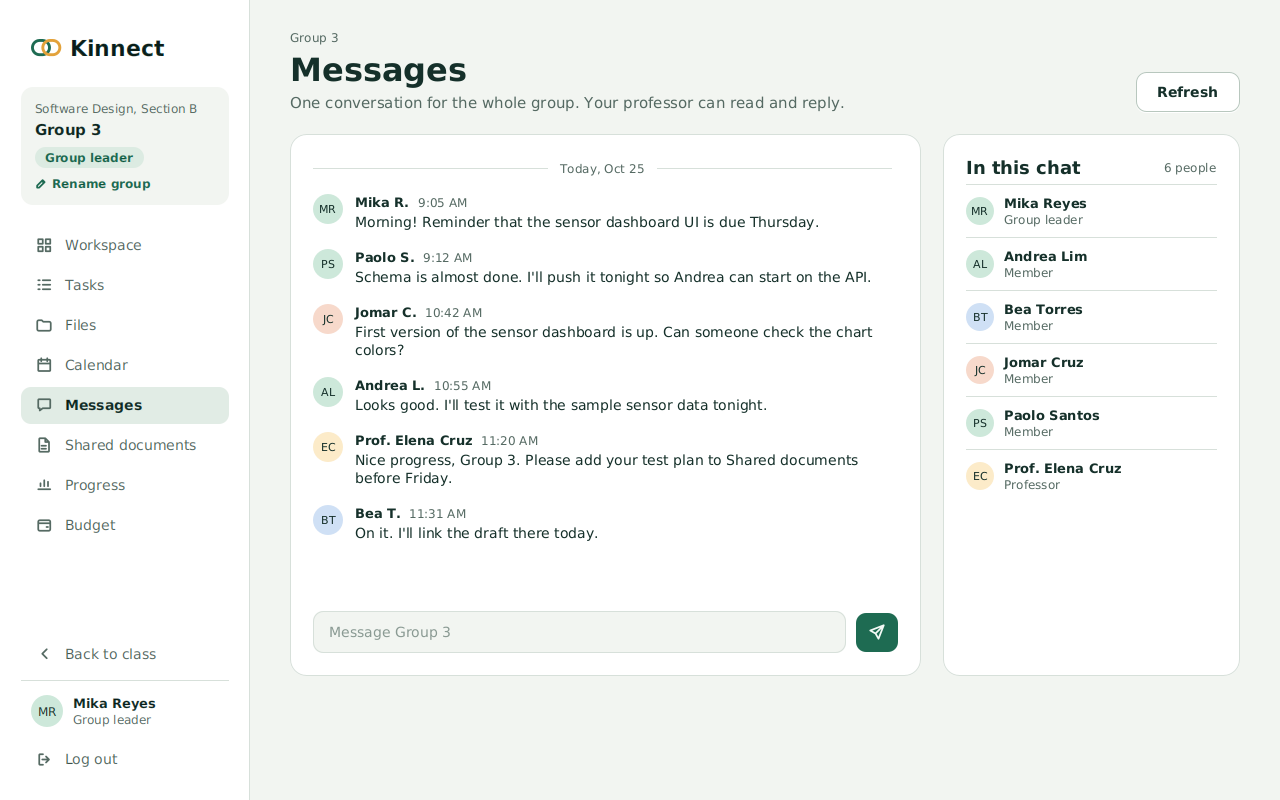 Kinnect
Software Design, Section B
Group 3
Group leader
Rename group
Workspace
Tasks
Files
Calendar
Messages
Shared documents
Progress
Budget
Back to class
MR
Mika Reyes
Group leader
Log out
Group 3
Messages
One conversation for the whole group. Your professor can read and reply.
Refresh
Today, Oct 25
MR
Mika R. 9:05 AM
Morning! Reminder that the sensor dashboard UI is due Thursday.
PS
Paolo S. 9:12 AM
Schema is almost done. I'll push it tonight so Andrea can start on the API.
JC
Jomar C. 10:42 AM
First version of the sensor dashboard is up. Can someone check the chart
colors?
AL
Andrea L. 10:55 AM
Looks good. I'll test it with the sample sensor data tonight.
EC
Prof. Elena Cruz 11:20 AM
Nice progress, Group 3. Please add your test plan to Shared documents
before Friday.
BT
Bea T. 11:31 AM
On it. I'll link the draft there today.
Message Group 3
In this chat 6 people
MR
Mika Reyes
Group leader
AL
Andrea Lim
Member
BT
Bea Torres
Member
JC
Jomar Cruz
Member
PS
Paolo Santos
Member
EC
Prof. Elena Cruz
Professor